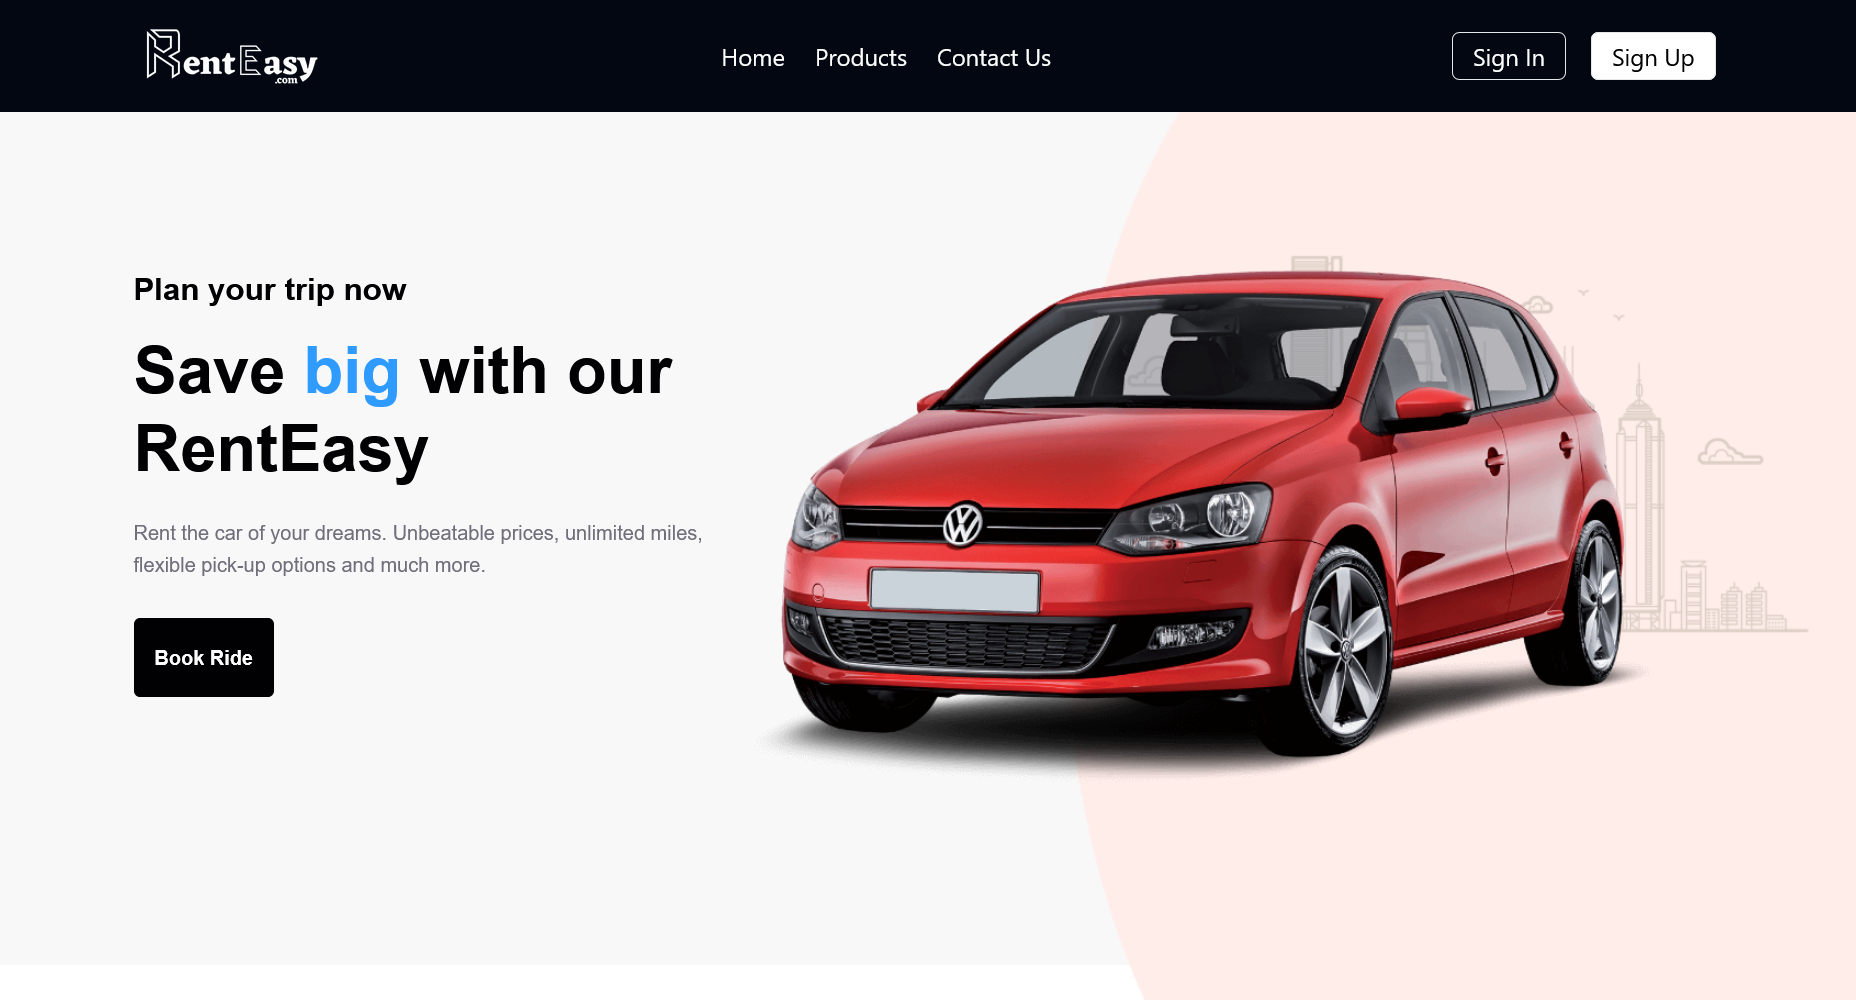 RentEasy
.com
Home
Products
Contact Us
Sign In
Sign Up
Plan your trip now
Save big with our
RentEasy
Rent the car of your dreams. Unbeatable prices, unlimited miles,
flexible pick-up options and much more.
Book Ride